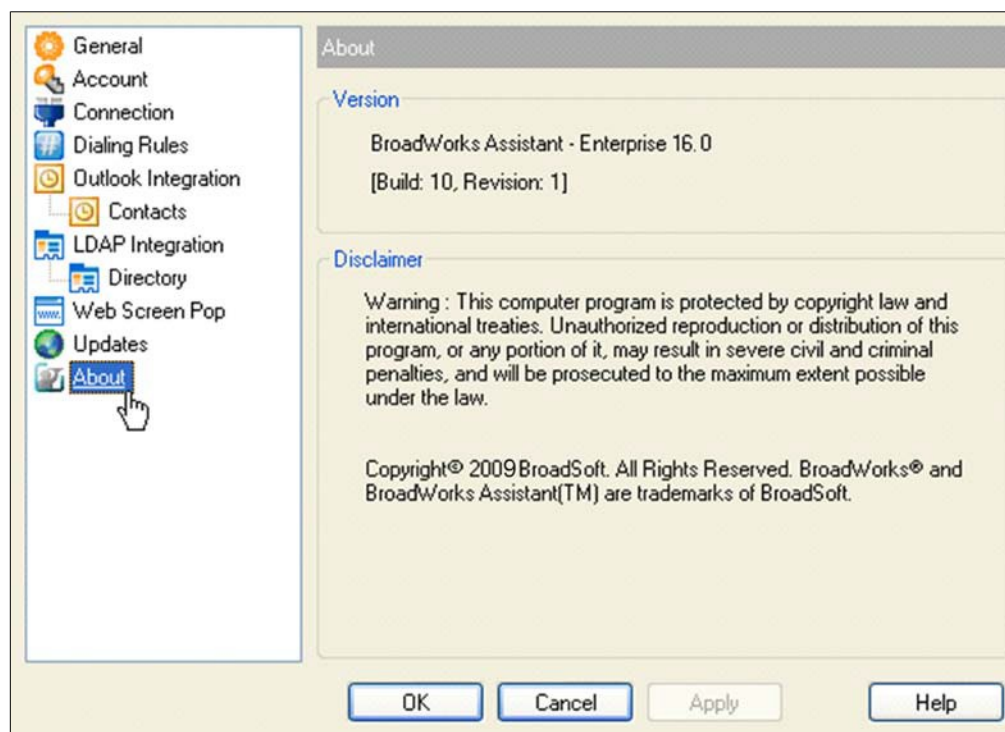 General
Account
Connection
Dialing Rules
Outlook Integration
Contacts
LDAP Integration
Directory
Web Screen Pop
Updates
About
About
Version
BroadWorks Assistant - Enterprise 16.0
[Build: 10, Revision: 1]
Disclaimer
Warning : This computer program is protected by copyright law and
international treaties. Unauthorized reproduction or distribution of this
program, or any portion of it, may result in severe civil and criminal
penalties, and will be prosecuted to the maximum extent possible
under the law.
Copyright© 2009 BroadSoft. All Rights Reserved. BroadWorks® and
BroadWorks Assistant(TM) are trademarks of BroadSoft.
OK
Cancel
Apply
Help